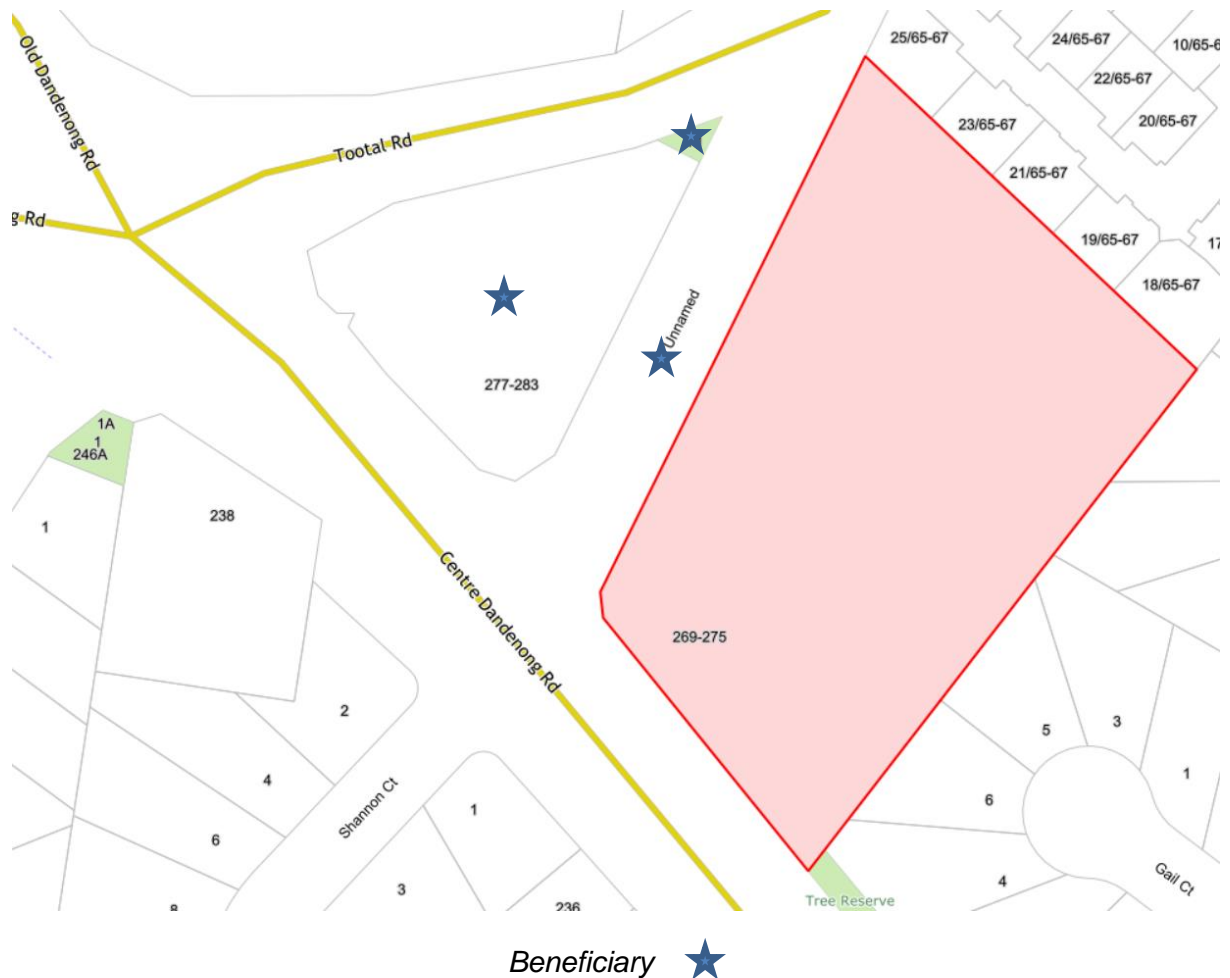 25/65-67
24/65-67
10/65-6
22/65-67
20/65-67
23/65-67
21/65-67
19/65-67
17
18/65-67
Old Dandenong Rd
Tootal Rd
g Rd
Unnamed
277-283
1A
1
246A
1
238
Centre Dandenong Rd
269-275
2
4
6
8
Shannon Ct
1
3
236
5
3
1
6
4
Gail Ct
Tree Reserve
Beneficiary